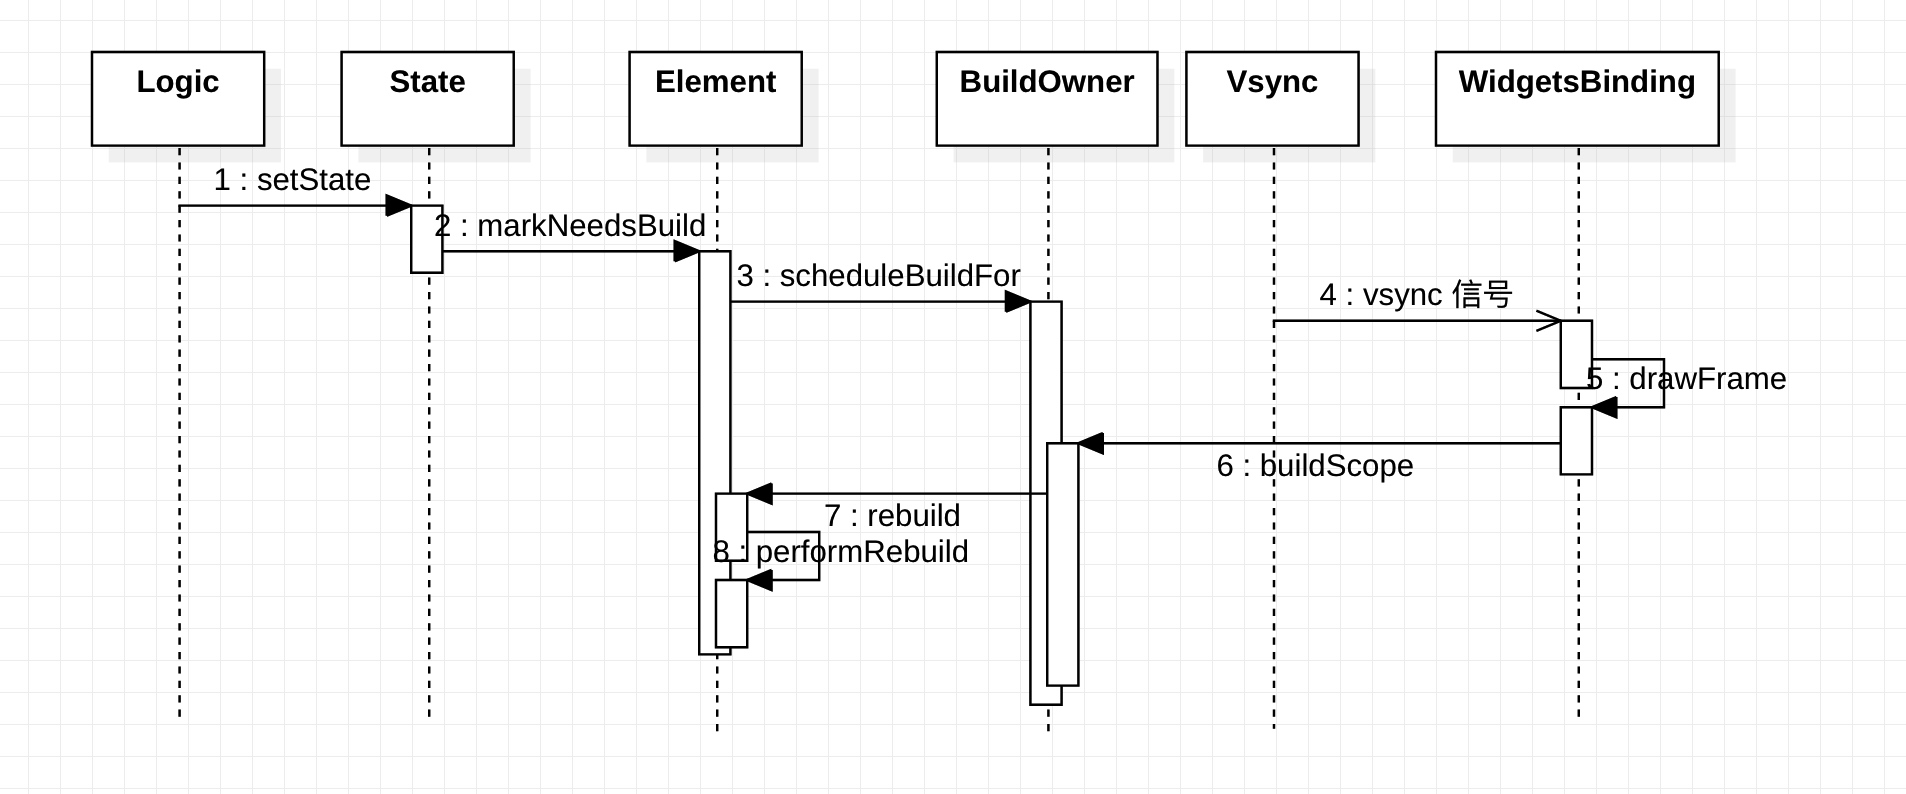 Logic
State
Element
BuildOwner
Vsync
WidgetsBinding
1 : setState
2 : markNeedsBuild
3 : scheduleBuildFor
4 : vsync 信号
5 : drawFrame
6 : buildScope
7 : rebuild
8 : performRebuild